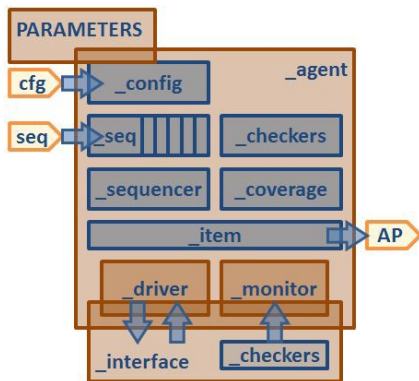 PARAMETERS
_agent
cfg
_config
seq
_seq
_checkers
_sequencer
_coverage
_item
AP
_driver
_monitor
_interface
_checkers